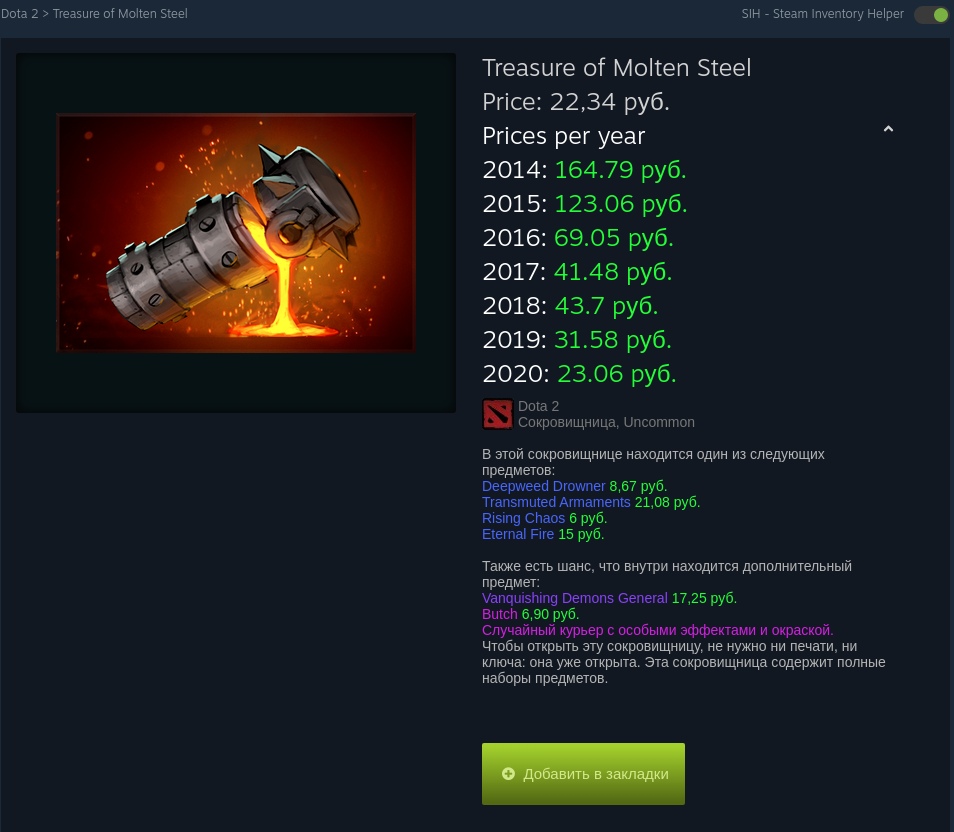 Dota 2 > Treasure of Molten Steel
SIH - Steam Inventory Helper
Treasure of Molten Steel
Price: 22,34 руб.
Prices per year
2014: 164.79 руб.
2015: 123.06 руб.
2016: 69.05 руб.
2017: 41.48 руб.
2018: 43.7 руб.
2019: 31.58 руб.
2020: 23.06 руб.
Dota 2
Сокровищница, Uncommon
В этой сокровищнице находится один из следующих
предметов:
Deepweed Drowner 8,67 руб.
Transmuted Armaments 21,08 руб.
Rising Chaos 6 руб.
Eternal Fire 15 руб.
Также есть шанс, что внутри находится дополнительный
предмет:
Vanquishing Demons General 17,25 руб.
Butch 6,90 руб.
Случайный курьер с особыми эффектами и окраской.
Чтобы открыть эту сокровищницу, не нужно ни печати, ни
ключа: она уже открыта. Эта сокровищница содержит полные
наборы предметов.
Добавить в закладки